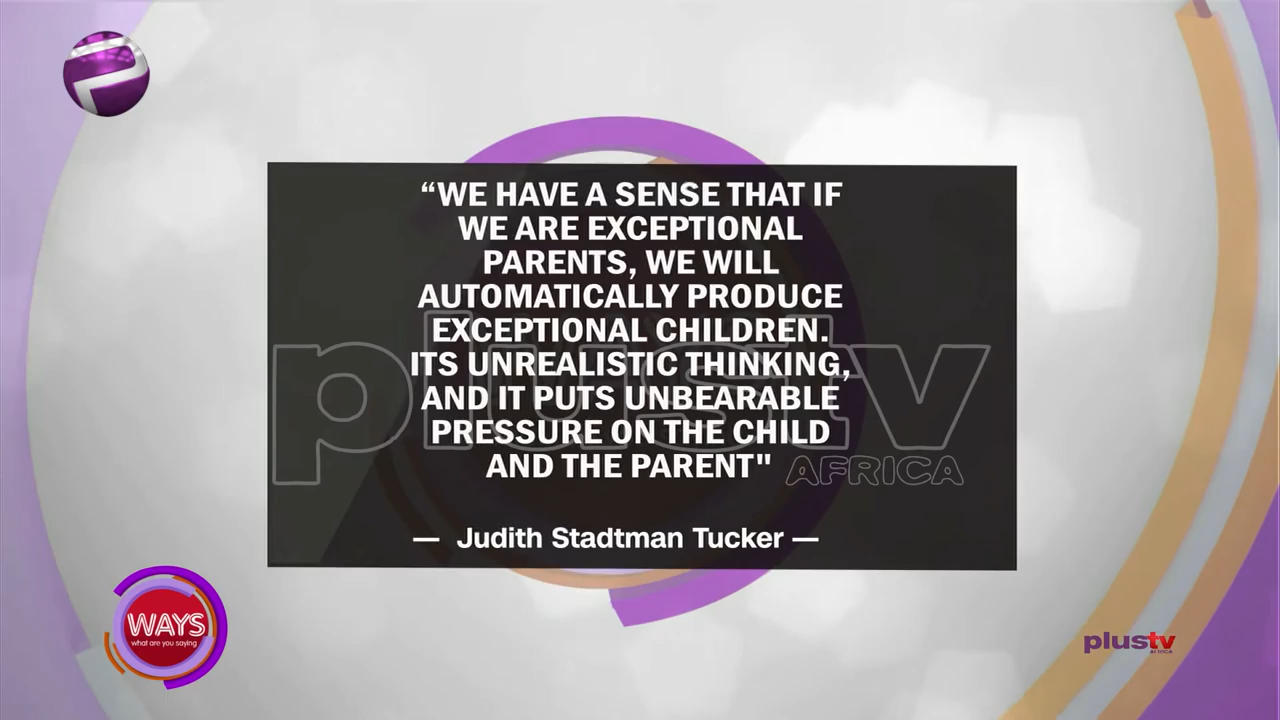 “WE HAVE A SENSE THAT IF
WE ARE EXCEPTIONAL
PARENTS, WE WILL
AUTOMATICALLY PRODUCE
EXCEPTIONAL CHILDREN.
ITS UNREALISTIC THINKING,
AND IT PUTS UNBEARABLE
PRESSURE ON THE CHILD
AND THE PARENT"
plustv
AFRICA
— Judith Stadtman Tucker —
WAYS
what are you saying
plustv
AFRICA